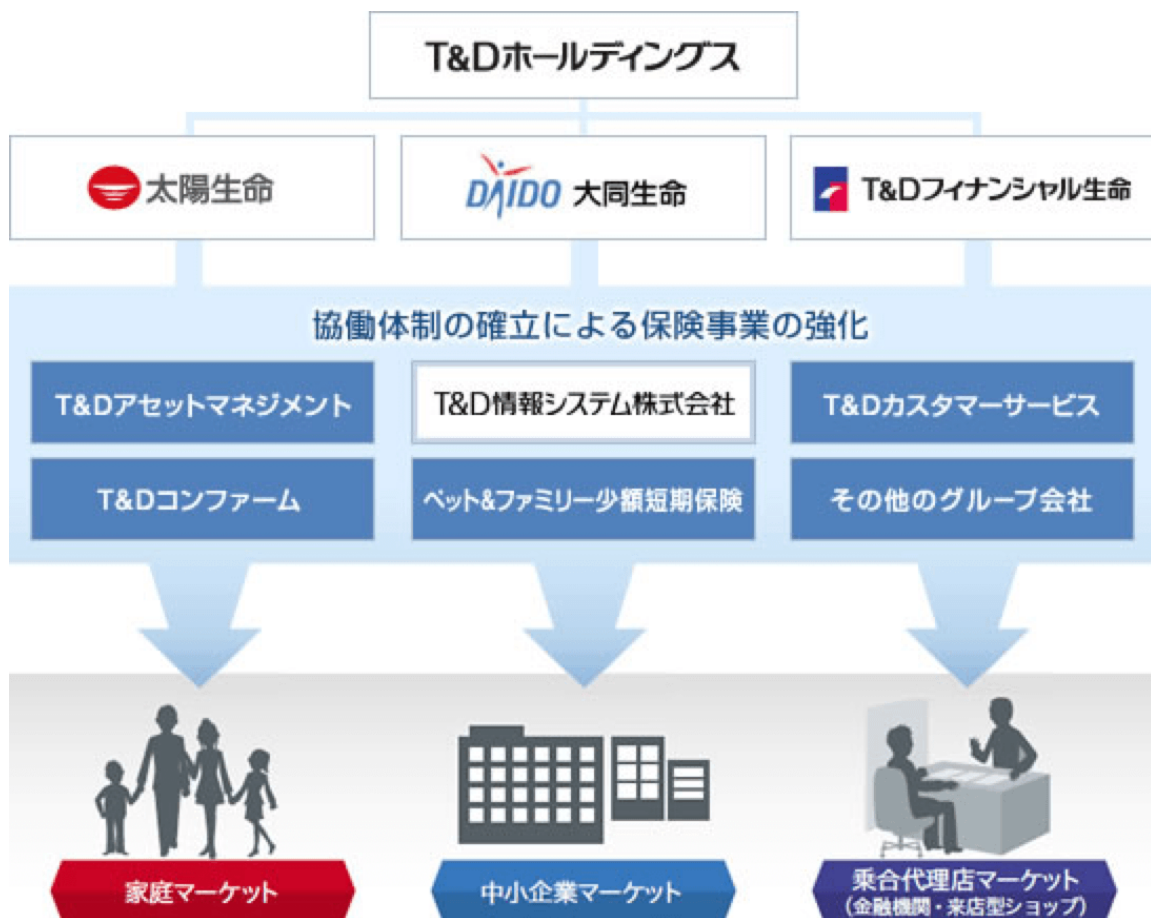 T&Dホールディングス
太陽生命
DAIDO 大同生命
T&Dフィナンシャル生命
協働体制の確立による保険事業の強化
T&Dアセットマネジメント
T&D情報システム株式会社
T&Dカスタマーサービス
T&Dコンファーム
ペット&ファミリー少額短期保険
その他のグループ会社
家庭マーケット
中小企業マーケット
乗合代理店マーケット
(金融機関・来店型ショップ)